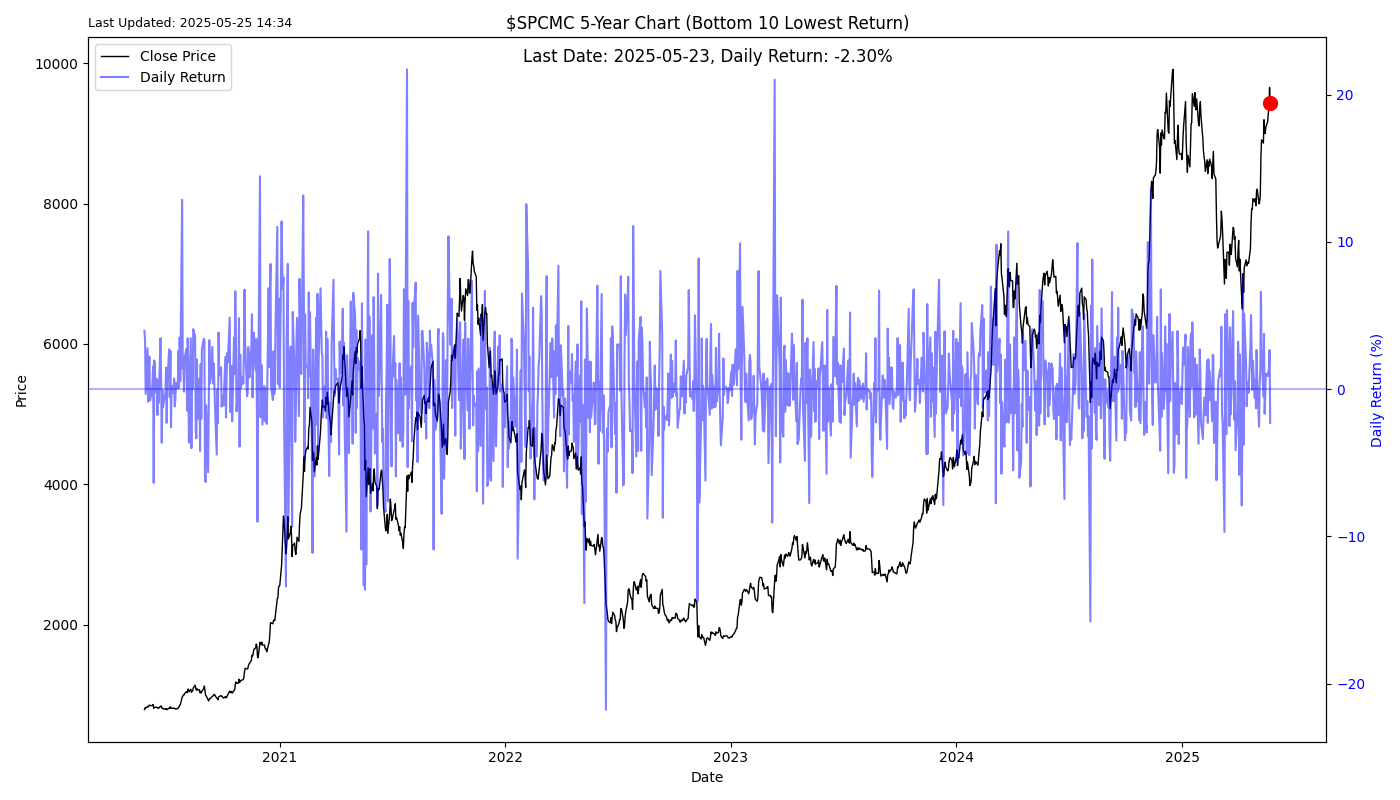 Last Updated: 2025-05-25 14:34
$SPCMC 5-Year Chart (Bottom 10 Lowest Return)
Last Date: 2025-05-23, Daily Return: -2.30%
Close Price
Daily Return
Price
10000
8000
6000
4000
2000
20
10
0
−10
−20
Daily Return (%)
2021
2022
2023
2024
2025
Date